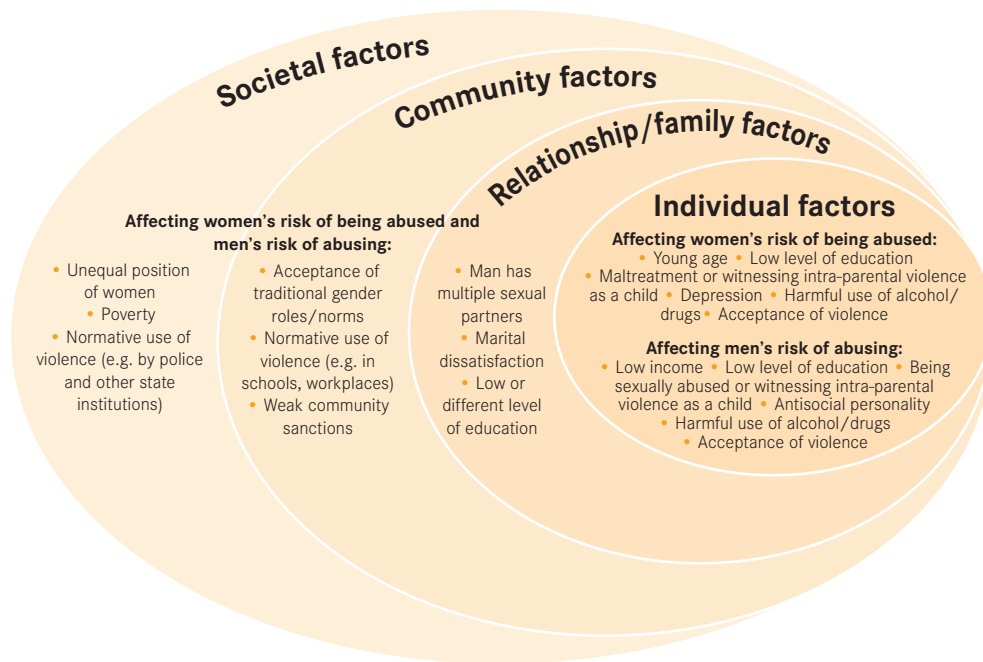 Societal factors
Community factors
Relationship/family factors
Individual factors
Affecting women's risk of being abused and
men's risk of abusing:
• Unequal position
of women
• Poverty
• Normative use of
violence (e.g. by police
and other state
institutions)
• Acceptance of
traditional gender
roles/norms
• Normative use of
violence (e.g. in
schools, workplaces)
• Weak community
sanctions
• Man has
multiple sexual
partners
• Marital
dissatisfaction
• Low or
different level
of education
Affecting women's risk of being abused:
• Young age • Low level of education
• Maltreatment or witnessing intra-parental violence
as a child • Depression • Harmful use of alcohol/
drugs • Acceptance of violence
Affecting men's risk of abusing:
• Low income • Low level of education • Being
sexually abused or witnessing intra-parental
violence as a child • Antisocial personality
• Harmful use of alcohol/drugs
• Acceptance of violence